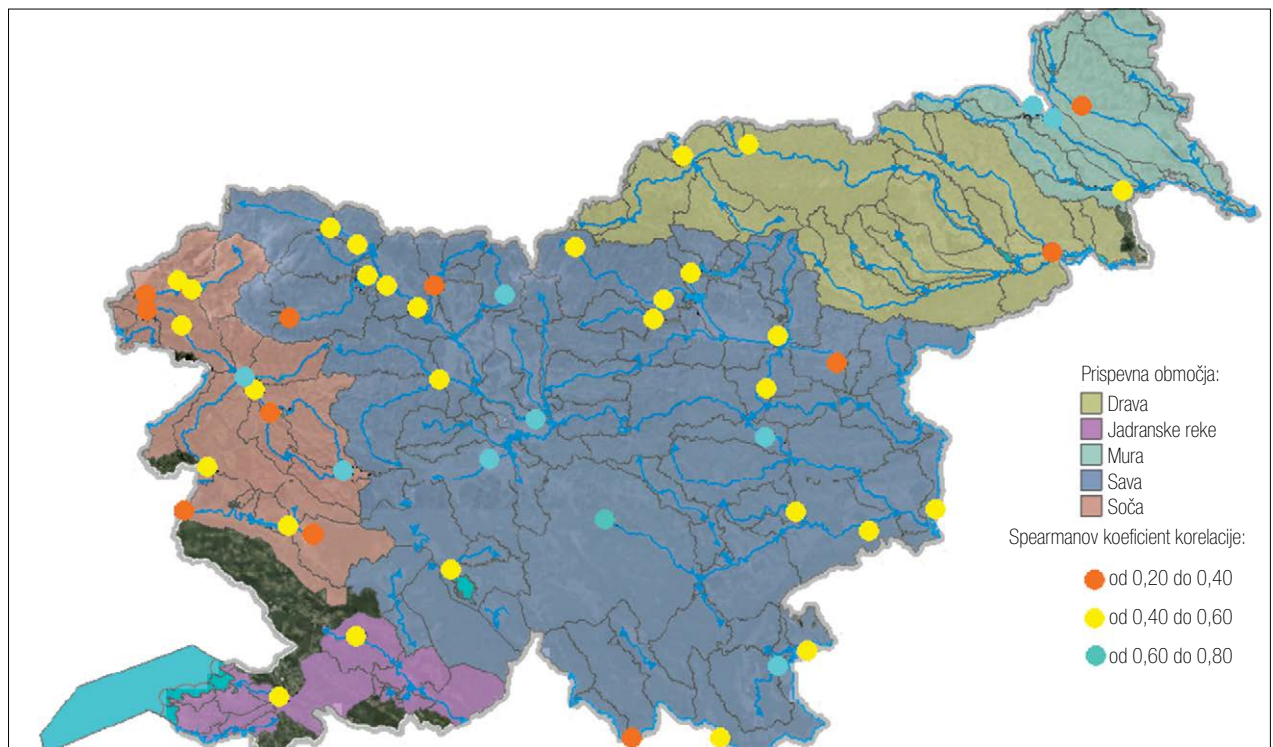 Prispevna območja:
Drava
Jadranske reke
Mura
Sava
Soča
Spearmanov koeficient korelacije:
od 0,20 do 0,40
od 0,40 do 0,60
od 0,60 do 0,80